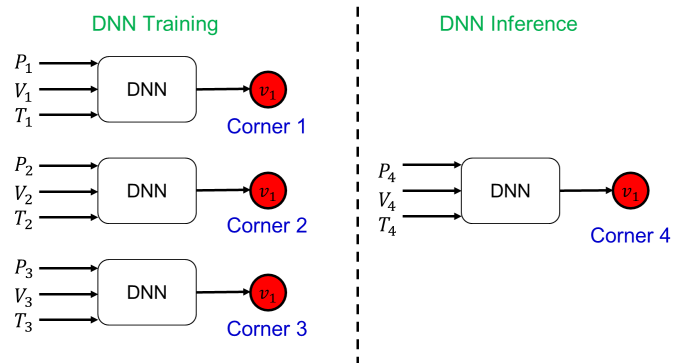 DNN Training
P₁
V₁
T₁
DNN
v₁
Corner 1
P₂
V₂
T₂
DNN
v₁
Corner 2
P₃
V₃
T₃
DNN
v₁
Corner 3
DNN Inference
P₄
V₄
T₄
DNN
v₁
Corner 4